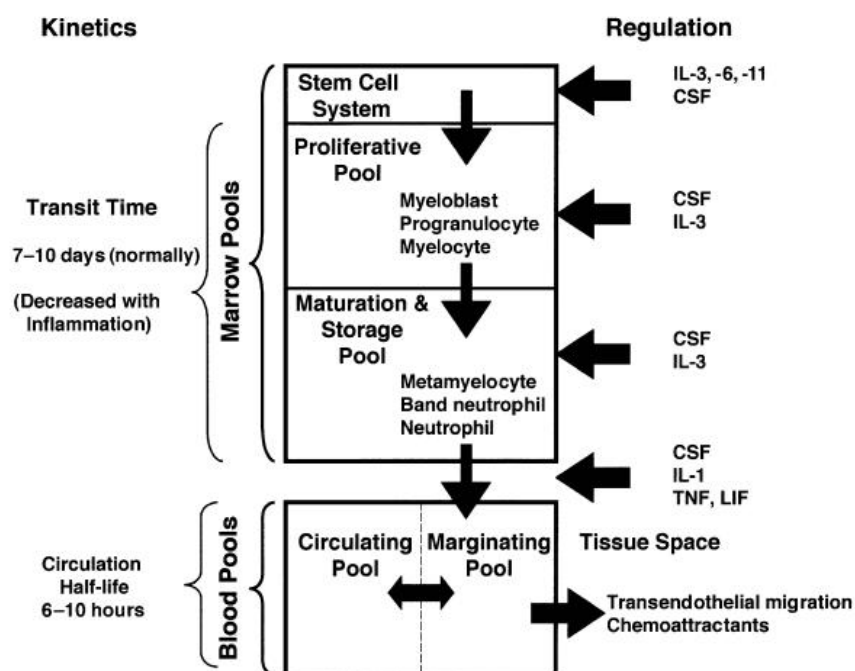 Kinetics
Regulation
Stem Cell
System
IL-3, -6, -11
CSF
Proliferative
Pool
Myeloblast
Progranulocyte
Myelocyte
CSF
IL-3
Transit Time
7–10 days (normally)
(Decreased with
Inflammation)
Marrow Pools
Maturation &
Storage
Pool
Metamyelocyte
Band neutrophil
Neutrophil
CSF
IL-3
CSF
IL-1
TNF, LIF
Circulation
Half-life
6–10 hours
Blood Pools
Circulating
Pool
Marginating
Pool
Tissue Space
Transendothelial migration
Chemoattractants